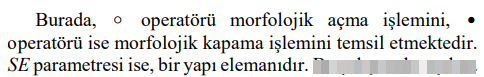 Burada, ∘ operatörü morfolojik açma işlemini, •
operatörü ise morfolojik kapama işlemini temsil etmektedir.
SE parametresi ise, bir yapı elemanıdır.